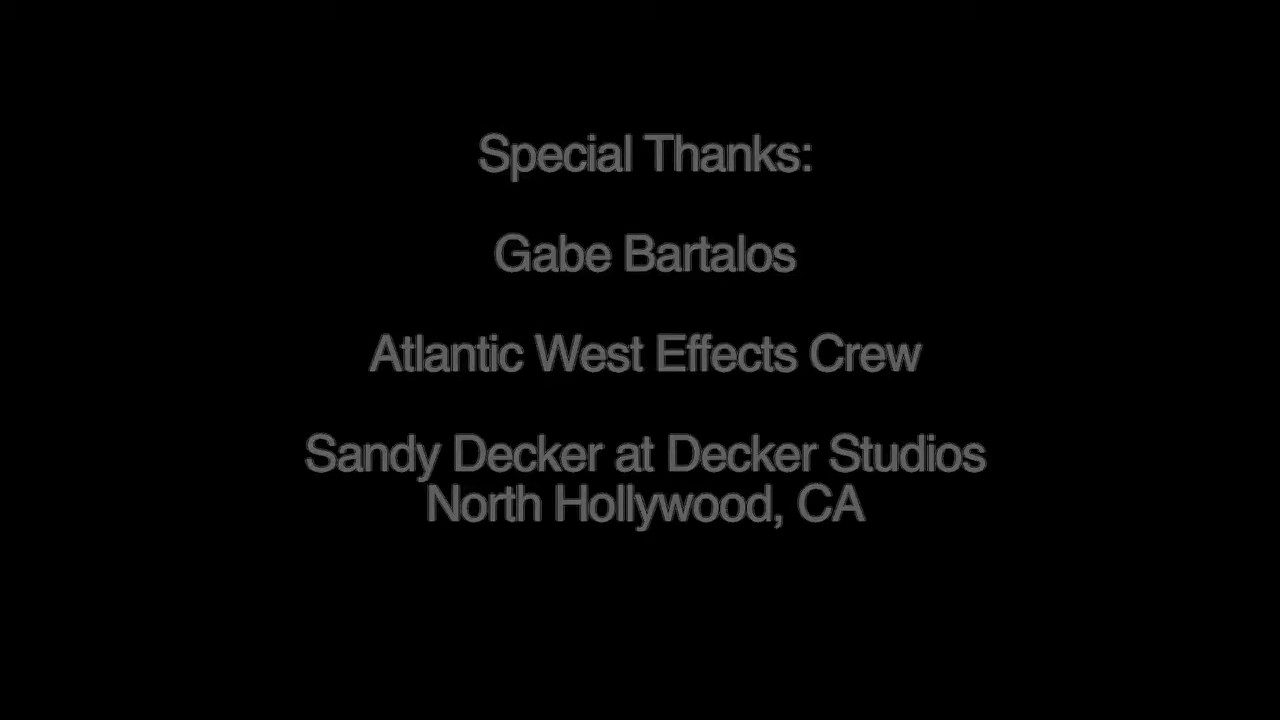 Special Thanks:
Gabe Bartalos
Atlantic West Effects Crew
Sandy Decker at Decker Studios
North Hollywood, CA